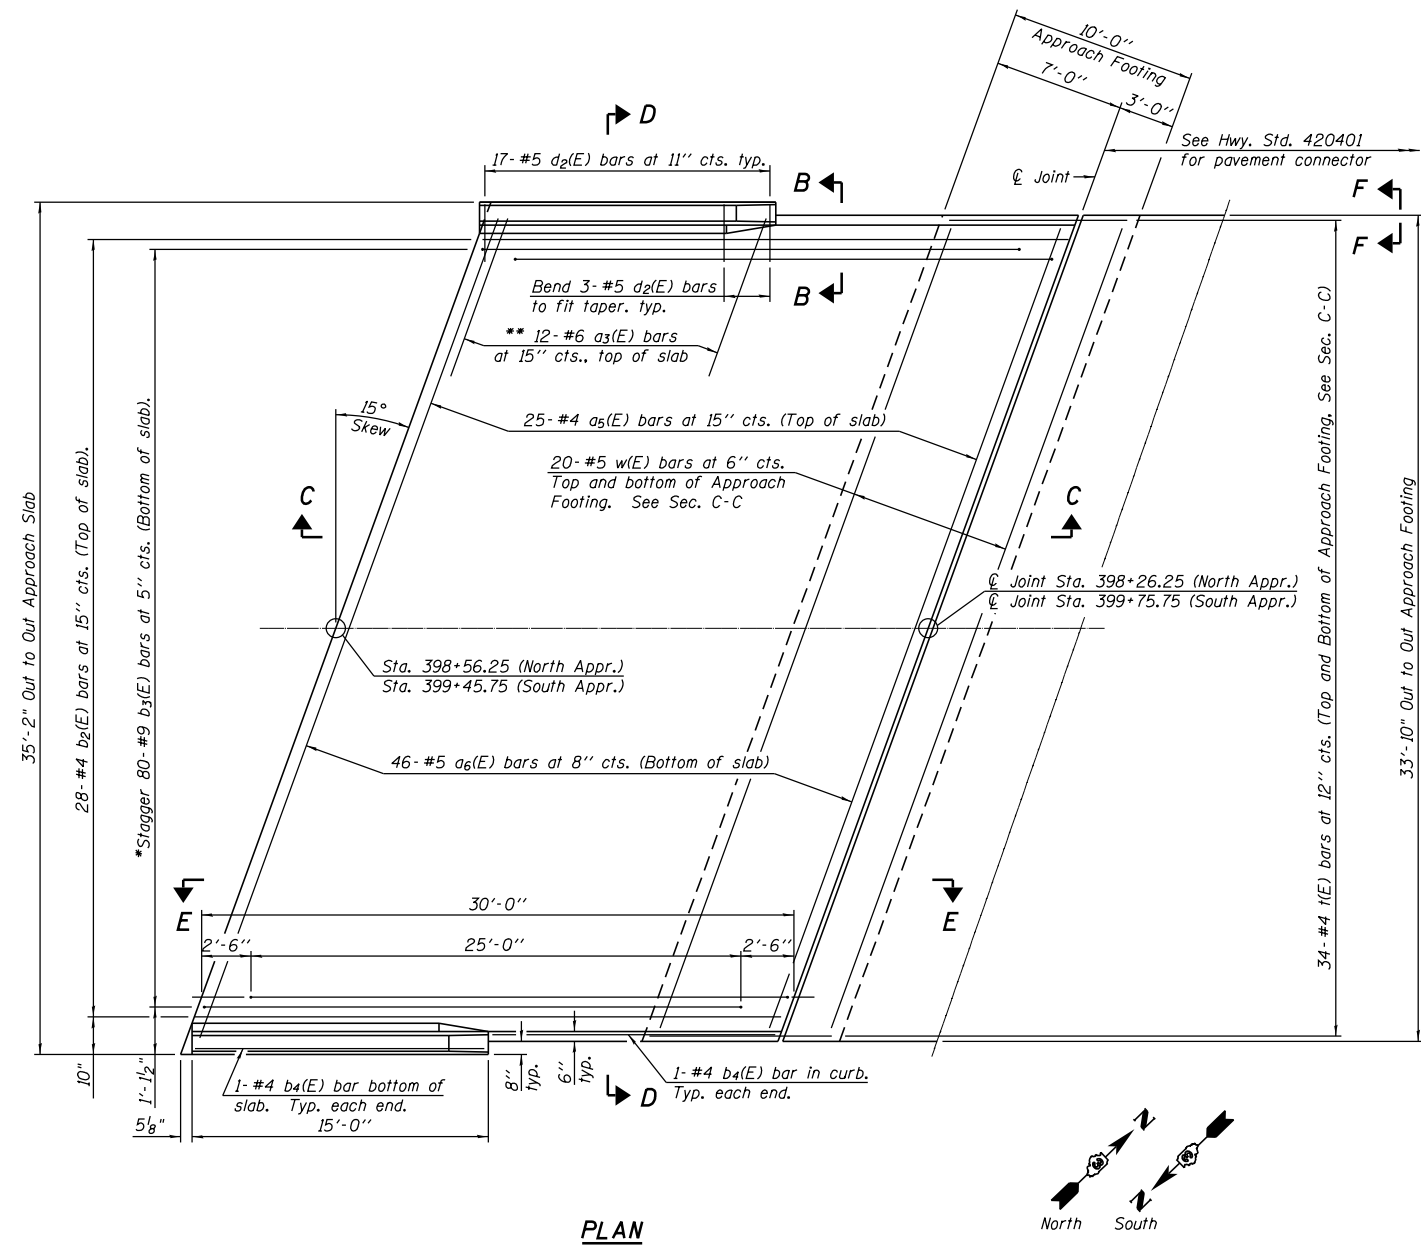 10'-0''
Approach Footing
7'-0''
3'-0''
See Hwy. Std. 420401
for pavement connector
℄ Joint
D
17- #5 d2(E) bars at 11'' cts. typ.
B
F
F
Bend 3- #5 d2(E) bars
to fit taper. typ.
B
** 12- #6 a3(E) bars
at 15'' cts., top of slab
15°
Skew
25- #4 a5(E) bars at 15'' cts. (Top of slab)
20- #5 w(E) bars at 6'' cts.
Top and bottom of Approach
Footing. See Sec. C-C
C
C
℄ Joint Sta. 398+26.25 (North Appr.)
℄ Joint Sta. 399+75.75 (South Appr.)
Sta. 398+56.25 (North Appr.)
Sta. 399+45.75 (South Appr.)
46- #5 a6(E) bars at 8'' cts. (Bottom of slab)
35'-2" Out to Out Approach Slab
28- #4 b2(E) bars at 15'' cts. (Top of slab).
*Stagger 80- #9 b3(E) bars at 5'' cts. (Bottom of slab).
34- #4 t(E) bars at 12'' cts. (Top and Bottom of Approach Footing, See Sec. C-C)
33'-10" Out to Out Approach Footing
E
E
30'-0''
2'-6''
25'-0''
2'-6''
10"
1'-1½"
5⅛"
1- #4 b4(E) bar bottom of
slab. Typ. each end.
15'-0''
8''
typ.
6''
typ.
D
1- #4 b4(E) bar in curb.
Typ. each end.
N
N
North
South
PLAN